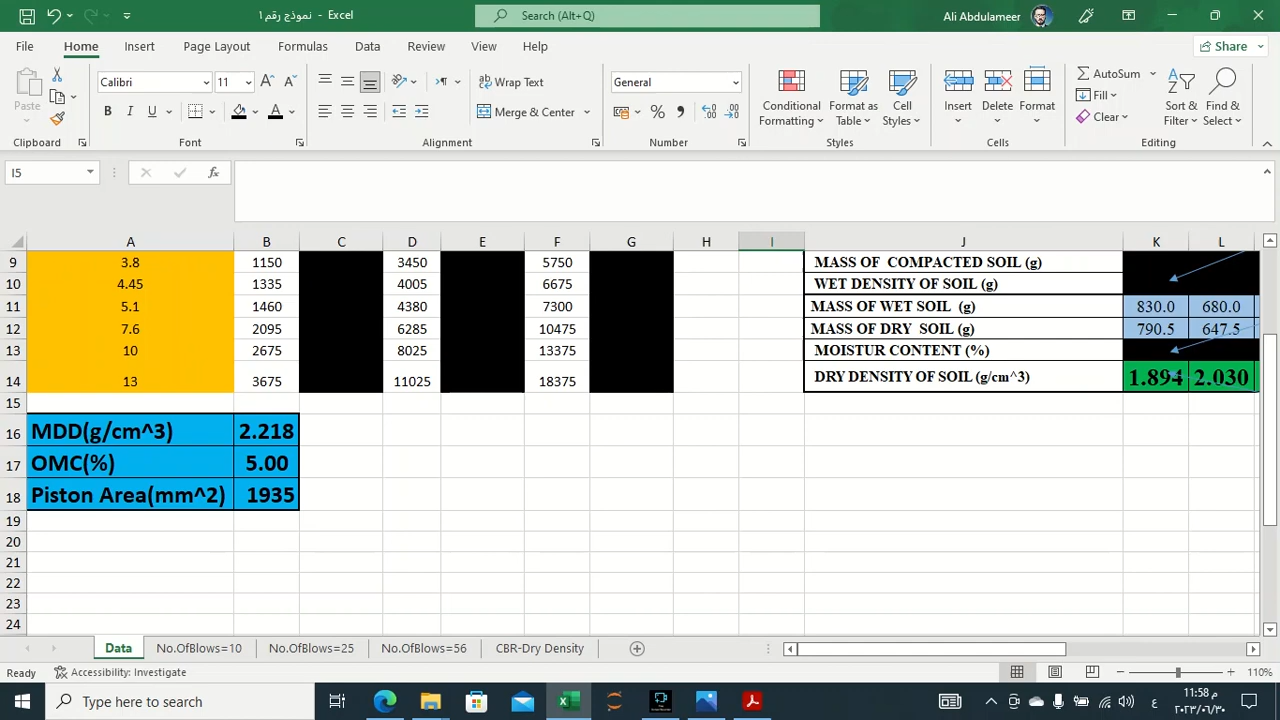 نموذج رقم١ - Excel
Search (Alt+Q)
Ali Abdulameer
File Home Insert Page Layout Formulas Data Review View Help
Share
Paste
Calibri 11
Wrap Text
General
Merge & Center
Conditional Formatting
Format as Table
Cell Styles
Insert
Delete
Format
AutoSum
Fill
Clear
Sort & Filter
Find & Select
Clipboard Font Alignment Number Styles Cells Editing
I5
A B C D E F G H I J K L
9 3.8 1150 3450 5750 MASS OF COMPACTED SOIL (g)
10 4.45 1335 4005 6675 WET DENSITY OF SOIL (g)
11 5.1 1460 4380 7300 MASS OF WET SOIL (g) 830.0 680.0
12 7.6 2095 6285 10475 MASS OF DRY SOIL (g) 790.5 647.5
13 10 2675 8025 13375 MOISTUR CONTENT (%)
14 13 3675 11025 18375 DRY DENSITY OF SOIL (g/cm^3) 1.894 2.030
15
16 MDD(g/cm^3) 2.218
17 OMC(%) 5.00
18 Piston Area(mm^2) 1935
19
20
21
22
23
24
Data No.OfBlows=10 No.OfBlows=25 No.OfBlows=56 CBR-Dry Density
Ready Accessibility: Investigate 110%
Type here to search
ع
١١:٥٨ م
٢٠٢٣/٠٦/٣٠